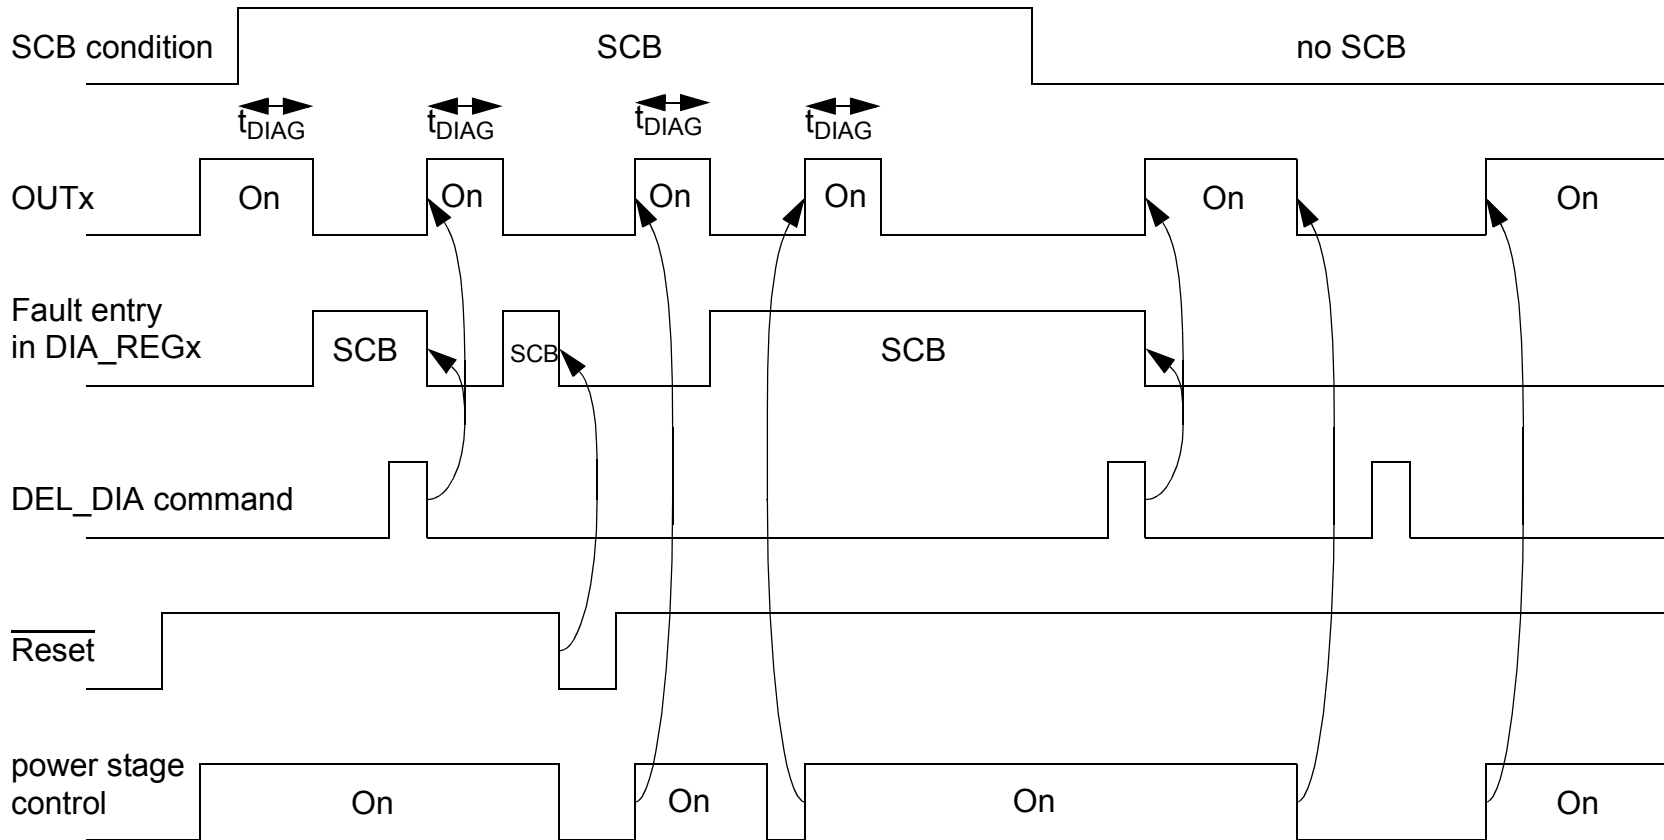 SCB condition
SCB
no SCB
tDIAG
tDIAG
tDIAG
tDIAG
OUTx
On
On
On
On
On
On
Fault entry
in DIA_REGx
SCB
SCB
SCB
DEL_DIA command
Reset
power stage
control
On
On
On
On